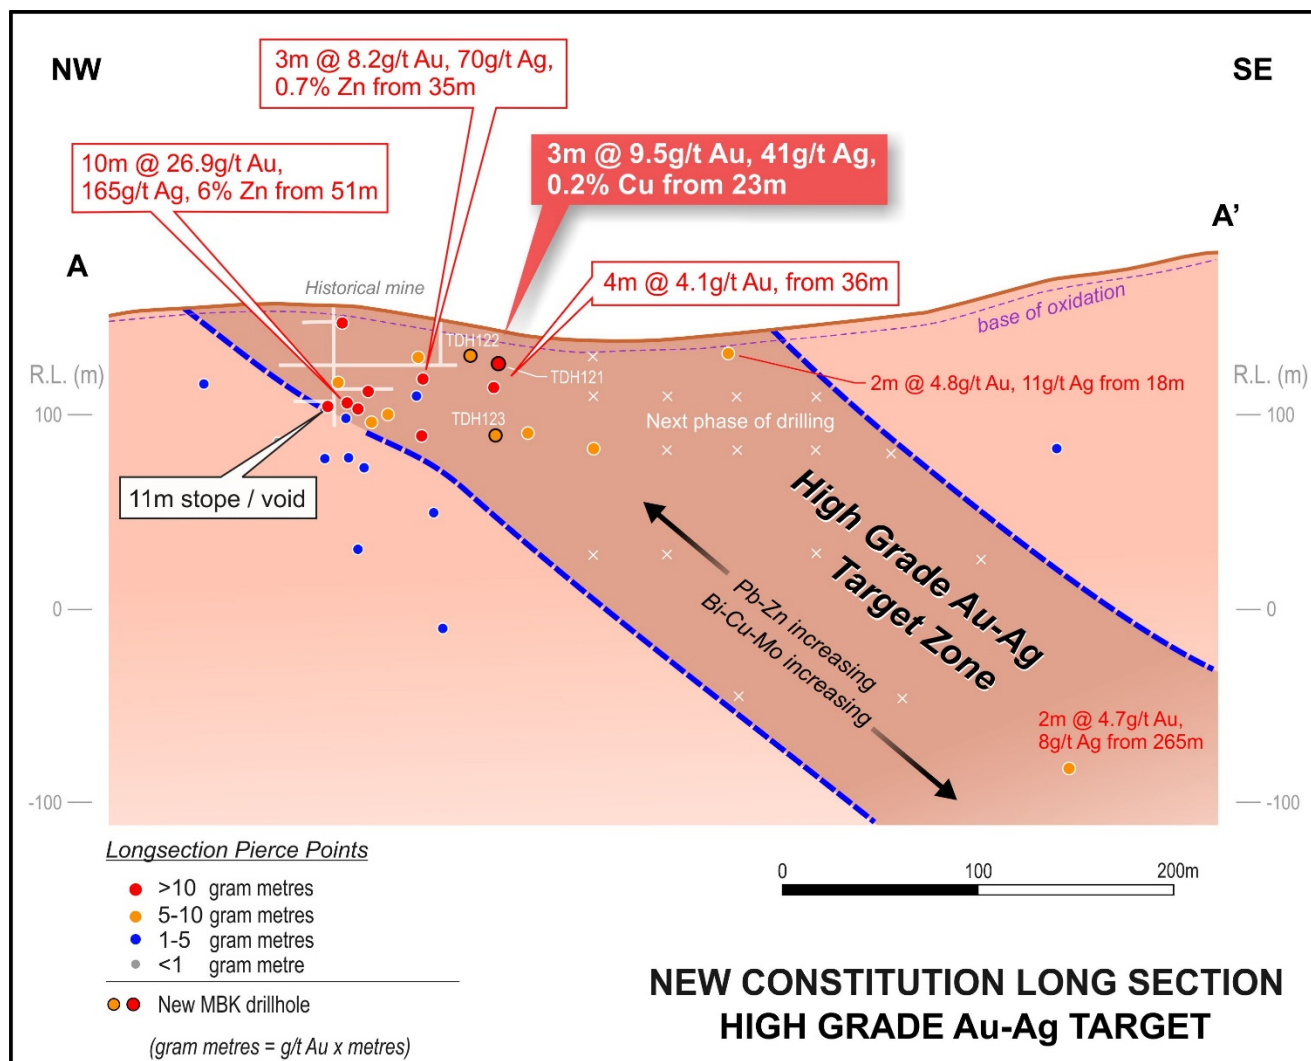 NW
SE
3m @ 8.2g/t Au, 70g/t Ag,
0.7% Zn from 35m
10m @ 26.9g/t Au,
165g/t Ag, 6% Zn from 51m
3m @ 9.5g/t Au, 41g/t Ag,
0.2% Cu from 23m
A
A’
Historical mine
4m @ 4.1g/t Au, from 36m
base of oxidation
TDH122
TDH121
R.L. (m)
2m @ 4.8g/t Au, 11g/t Ag from 18m
R.L. (m)
100
TDH123
Next phase of drilling
100
11m stope / void
High Grade Au-Ag
Target Zone
Pb-Zn increasing
Bi-Cu-Mo increasing
0
0
2m @ 4.7g/t Au,
8g/t Ag from 265m
-100
-100
Longsection Pierce Points
>10 gram metres
5-10 gram metres
1-5 gram metres
<1 gram metre
New MBK drillhole
(gram metres = g/t Au x metres)
0 100 200m
NEW CONSTITUTION LONG SECTION
HIGH GRADE Au-Ag TARGET